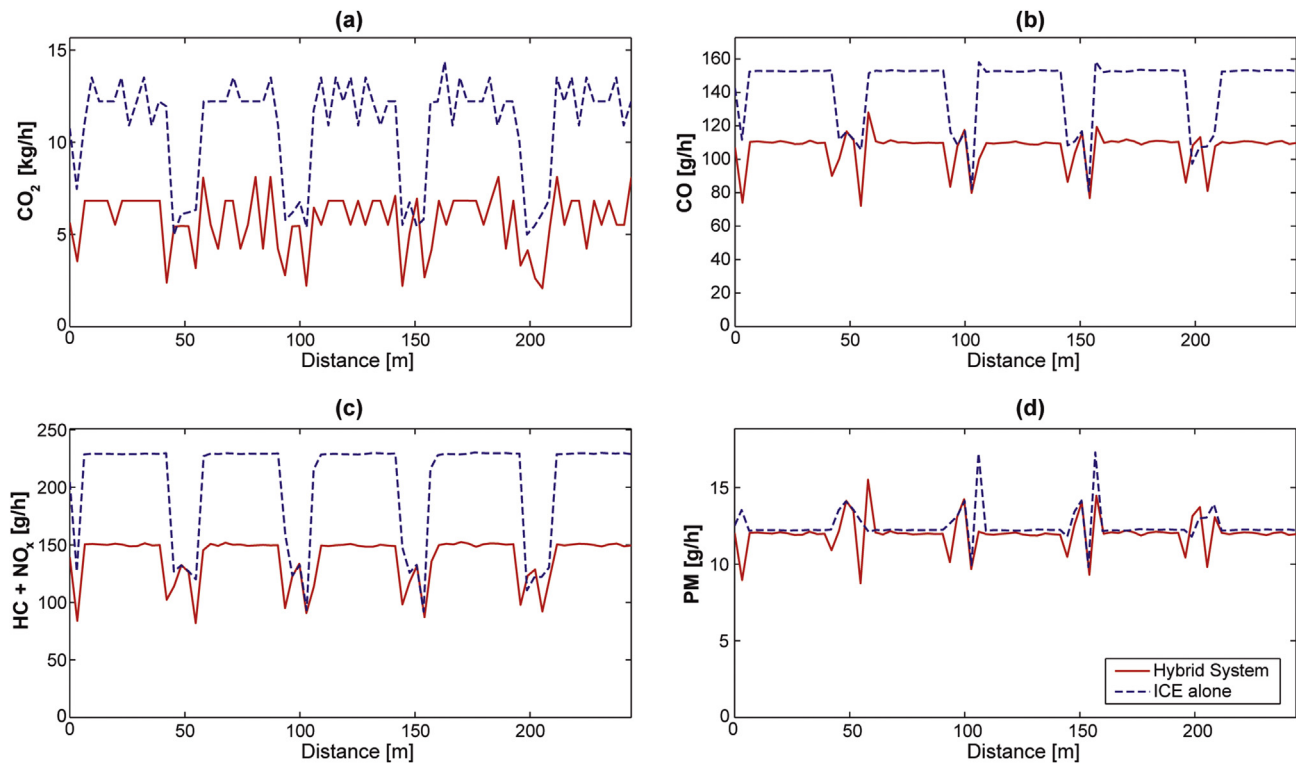 (a)
CO2 [kg/h]
15
10
5
0
0 50 100 150 200
Distance [m]
(b)
CO [g/h]
160
140
120
100
80
60
40
20
0
0 50 100 150 200
Distance [m]
(c)
HC + NOx [g/h]
250
200
150
100
50
0
0 50 100 150 200
Distance [m]
(d)
PM [g/h]
15
10
5
0
0 50 100 150 200
Distance [m]
Hybrid System
ICE alone